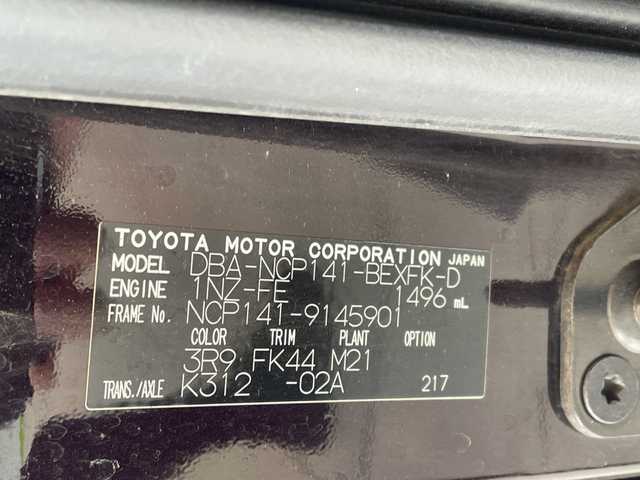 TOYOTA MOTOR CORPORATION JAPAN
MODEL DBA-NCP141-BEXFK-D
ENGINE 1NZ-FE 1496 mL
FRAME No. NCP141-9145901
COLOR TRIM PLANT OPTION
3R9 FK44 M21
TRANS./AXLE K312 -02A 217